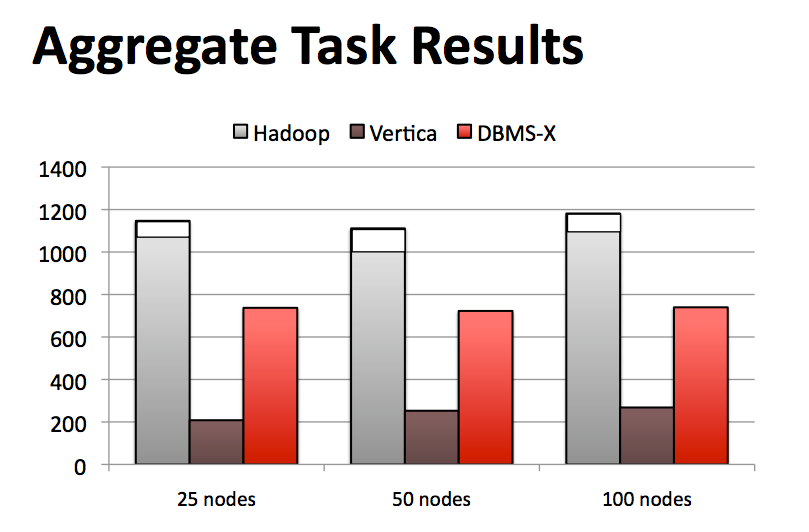 Aggregate Task Results
Hadoop Vertica DBMS-X
1400
1200
1000
800
600
400
200
0
25 nodes 50 nodes 100 nodes